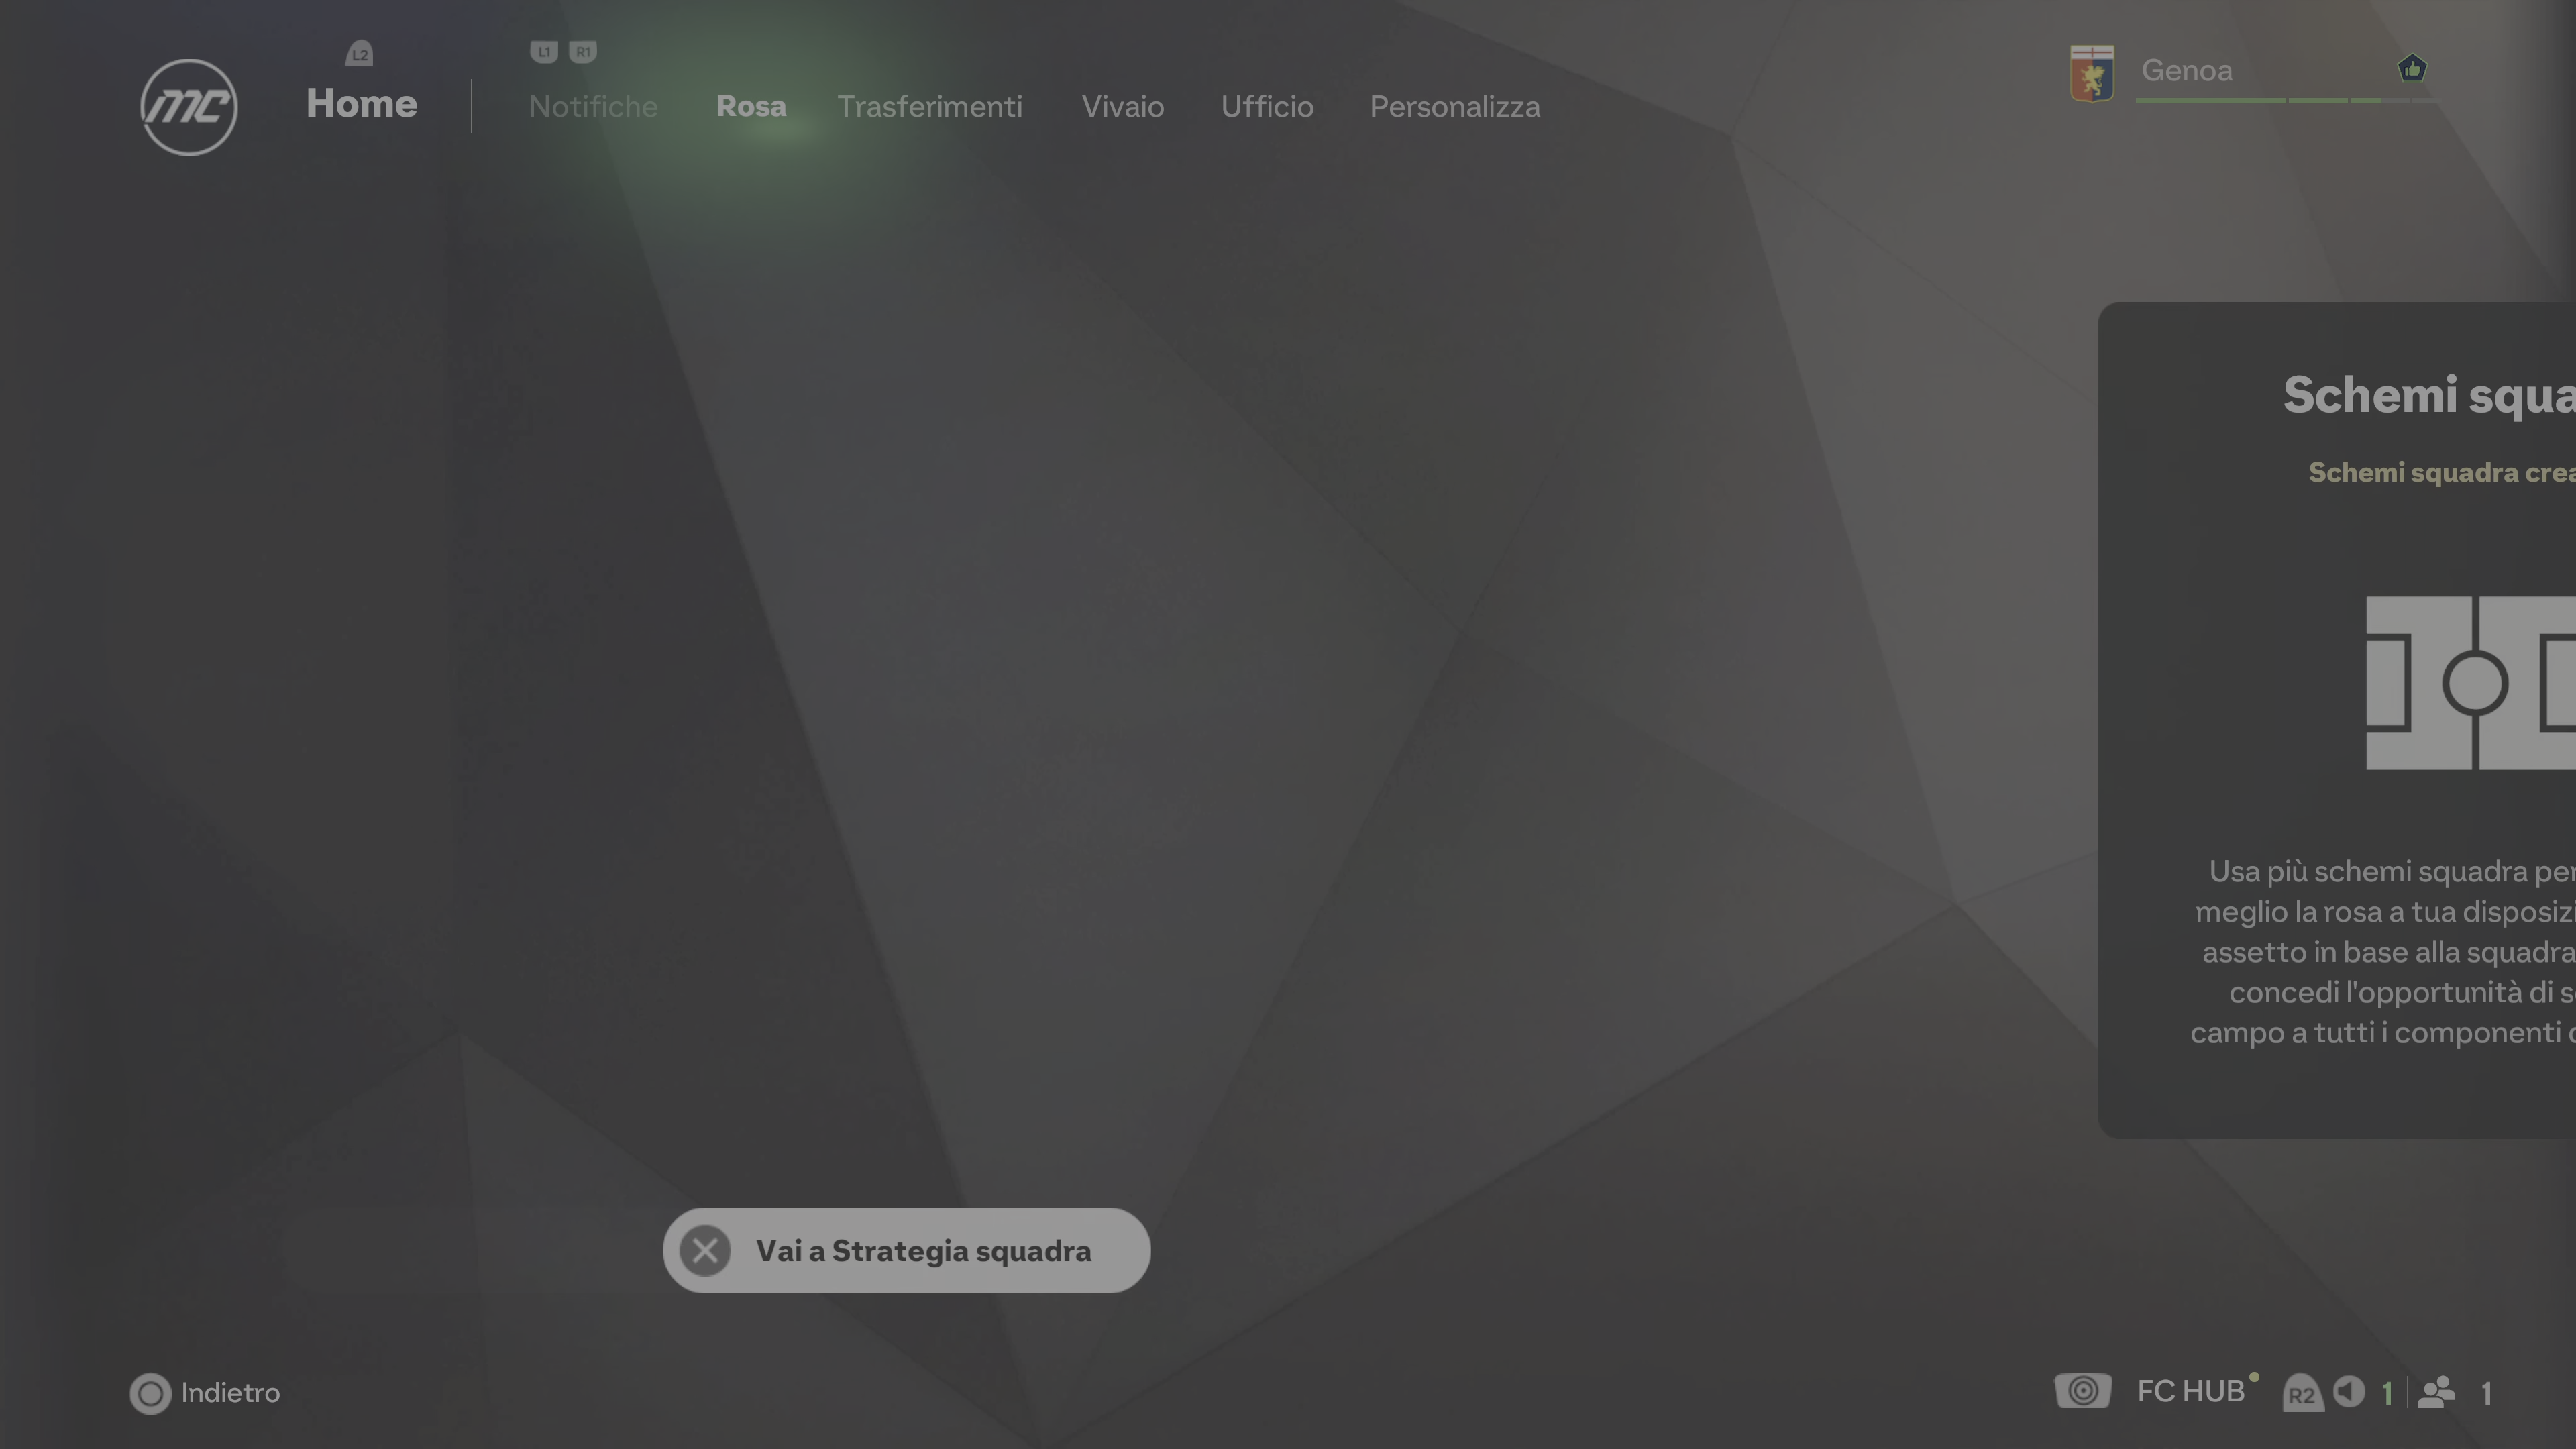 L2
L1 R1
MC
Home
Notifiche
Rosa
Trasferimenti
Vivaio
Ufficio
Personalizza
Genoa
Schemi squa
Schemi squadra crea
Usa più schemi squadra per
meglio la rosa a tua disposizi
assetto in base alla squadra
concedi l'opportunità di s
campo a tutti i componenti
Vai a Strategia squadra
Indietro
FC HUB
R2
1
1